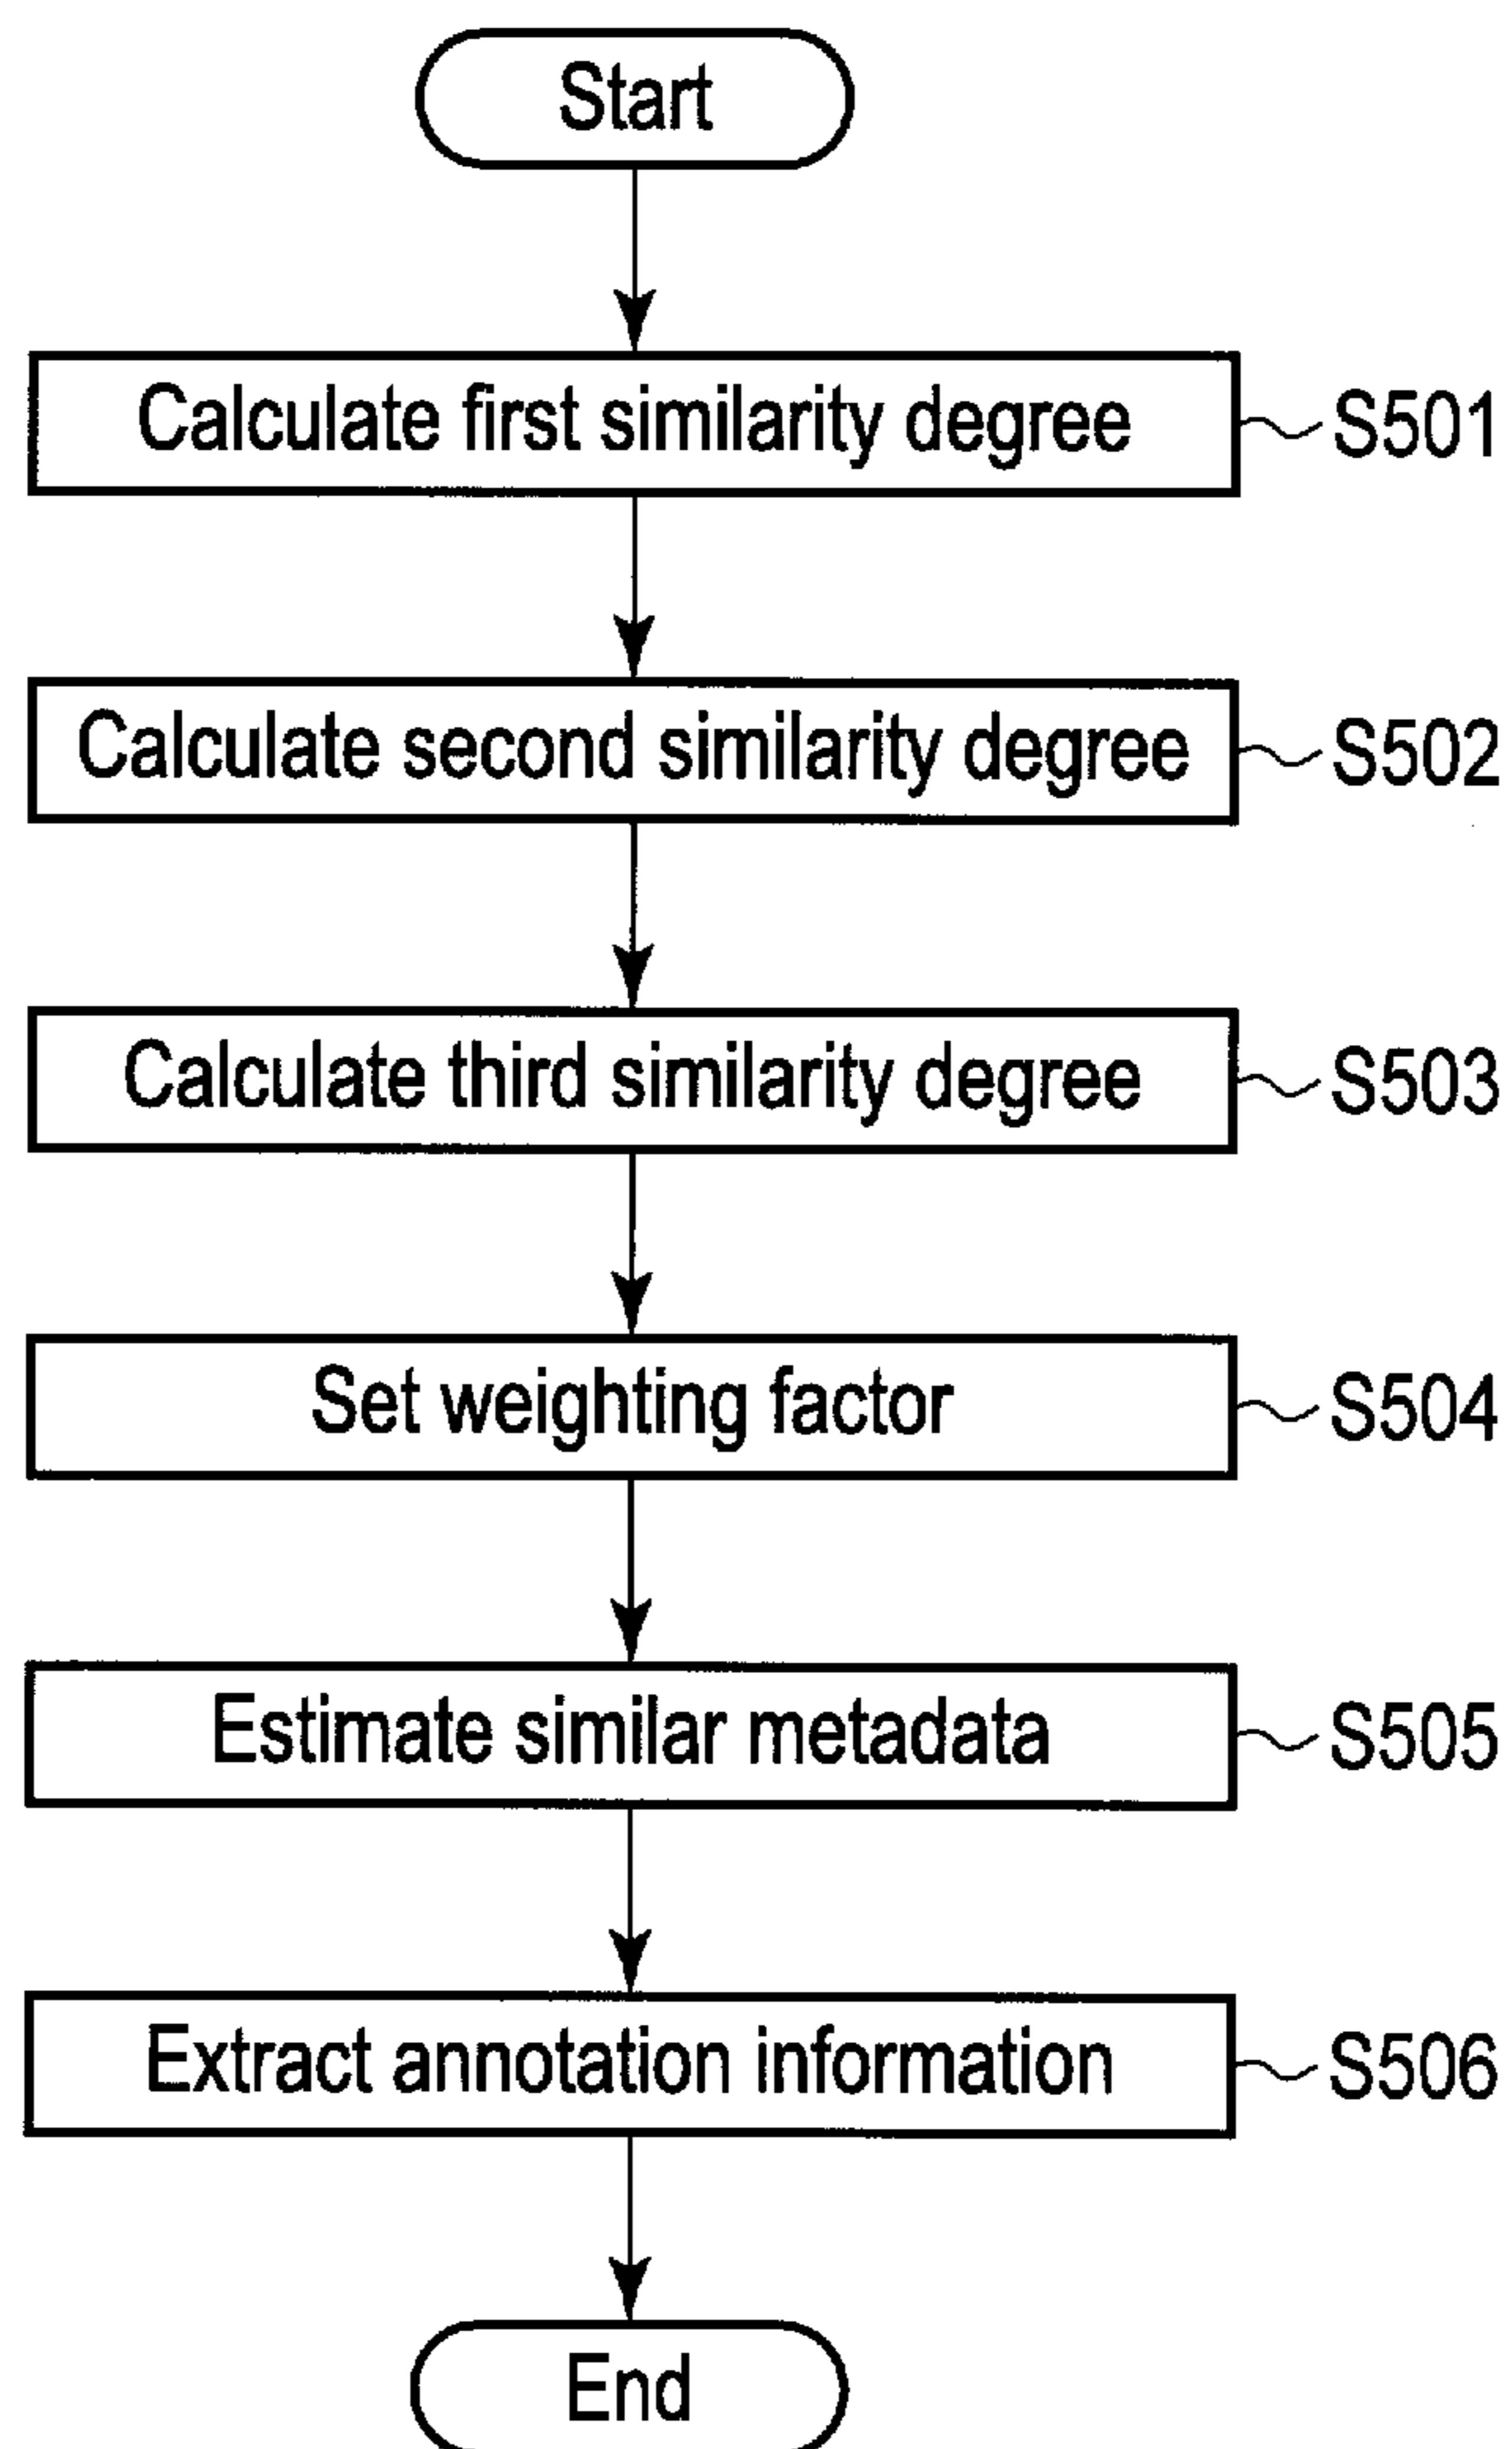 Start
Calculate first similarity degree S501
Calculate second similarity degree S502
Calculate third similarity degree S503
Set weighting factor S504
Estimate similar metadata S505
Extract annotation information S506
End